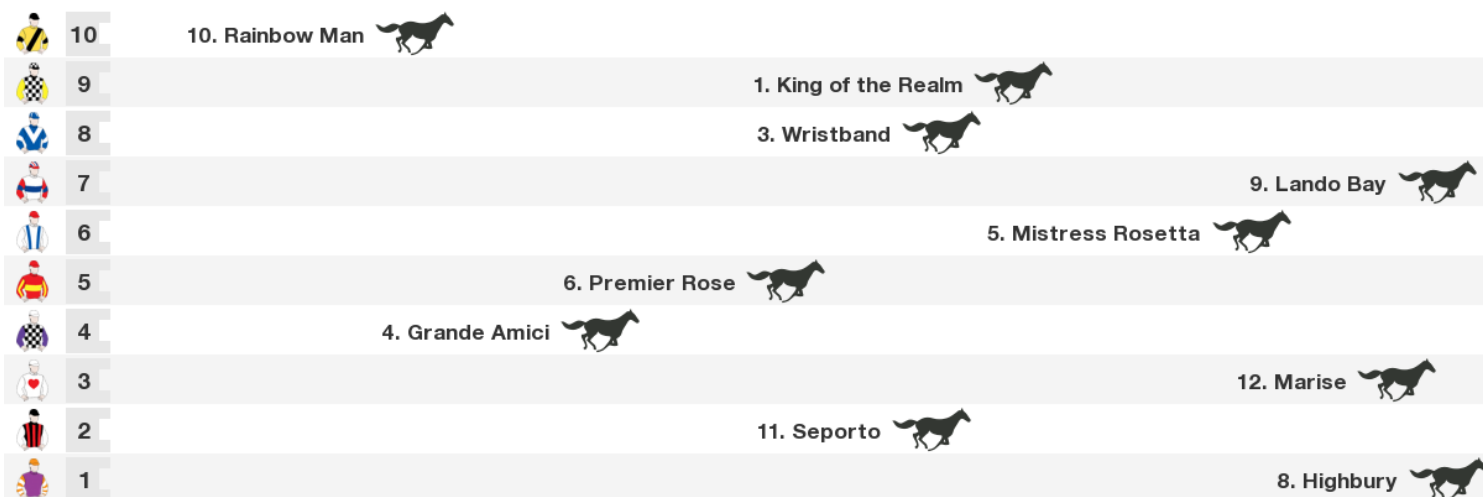 10 10. Rainbow Man
9 1. King of the Realm
8 3. Wristband
7 9. Lando Bay
6 5. Mistress Rosetta
5 6. Premier Rose
4 4. Grande Amici
3 12. Marise
2 11. Seporto
1 8. Highbury